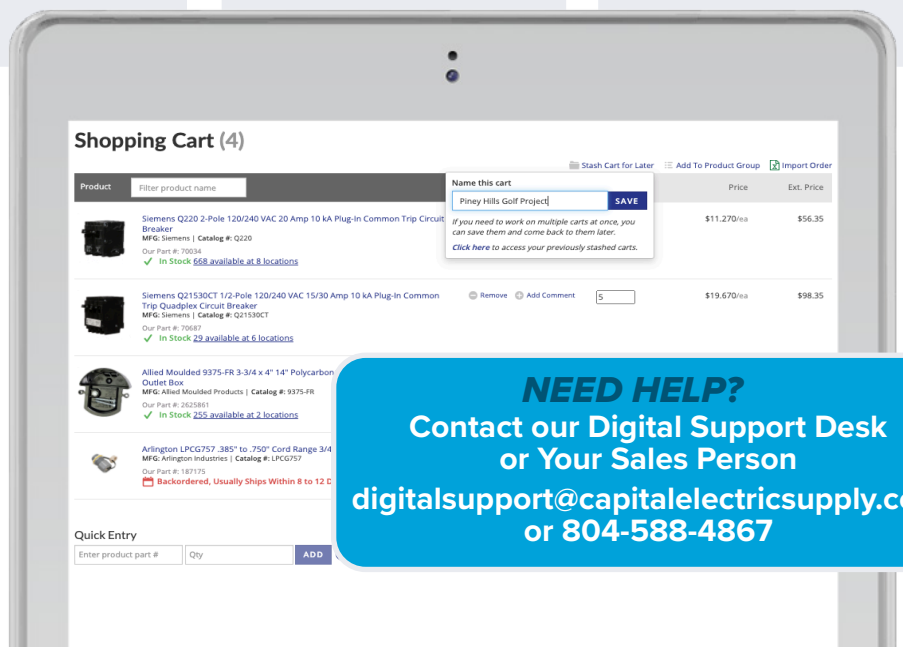 Shopping Cart (4)
Stash Cart for Later Add To Product Group Import Order
Product Filter product name Price Ext. Price
Name this cart
Piney Hills Golf Project SAVE
If you need to work on multiple carts at once, you
can save them and come back to them later.
Click here to access your previously stashed carts.
Siemens Q220 2-Pole 120/240 VAC 20 Amp 10 kA Plug-In Common Trip Circuit
Breaker
MFG: Siemens | Catalog #: Q220
Our Part #: 70034
In Stock 668 available at 8 locations
$11.270/ea $56.35
Siemens Q21530CT 1/2-Pole 120/240 VAC 15/30 Amp 10 kA Plug-In Common
Trip Quadplex Circuit Breaker
MFG: Siemens | Catalog #: Q21530CT
Our Part #: 70687
In Stock 29 available at 6 locations
Remove Add Comment 5 $19.670/ea $98.35
Allied Moulded 9375-FR 3-3/4 x 4" 14" Polycarbon
Outlet Box
MFG: Allied Moulded Products | Catalog #: 9375-FR
Our Part #: 2625861
In Stock 255 available at 2 locations
Arlington LPCG757 .385" to .750" Cord Range 3/4
MFG: Arlington Industries | Catalog #: LPCG757
Our Part #: 187175
Backordered, Usually Ships Within 8 to 12 D
Quick Entry
Enter product part # Qty ADD
NEED HELP?
Contact our Digital Support Desk
or Your Sales Person
digitalsupport@capitalelectricsupply.co
or 804-588-4867